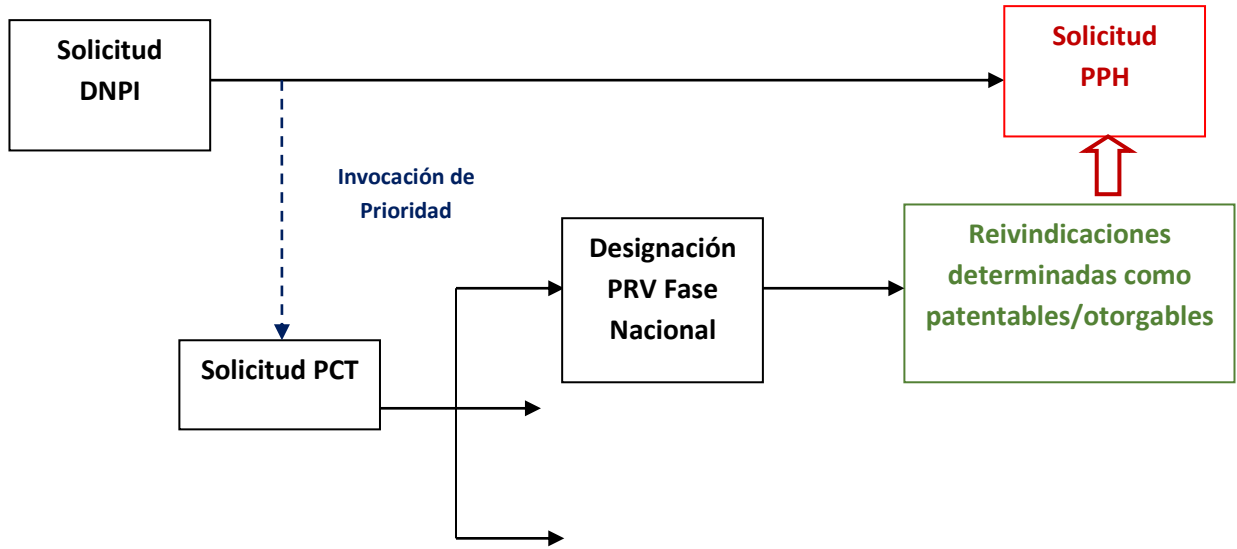 Solicitud
DNPI
Solicitud
PPH
Invocación de
Prioridad
Designación
PRV Fase
Nacional
Reivindicaciones
determinadas como
patentables/otorgables
Solicitud PCT